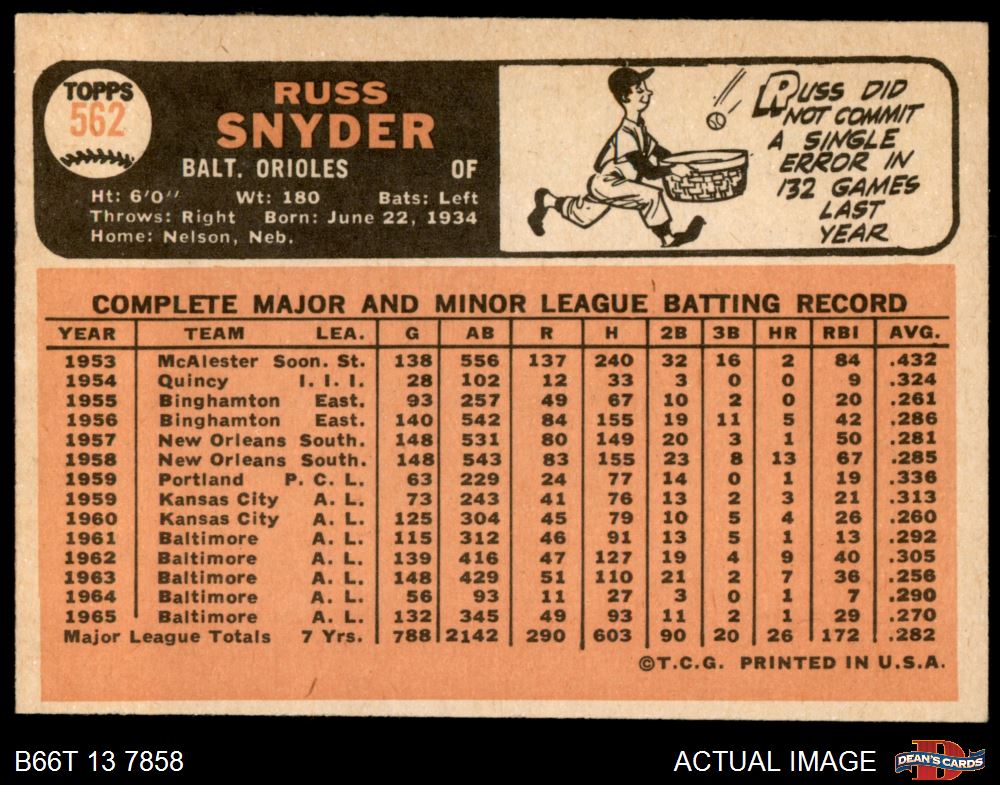 TOPPS
562
RUSS
SNYDER
BALT. ORIOLES OF
Ht: 6'0" Wt: 180 Bats: Left
Throws: Right Born: June 22, 1934
Home: Nelson, Neb.
RUSS DID
NOT COMMIT
A SINGLE
ERROR IN
132 GAMES
LAST
YEAR
COMPLETE MAJOR AND MINOR LEAGUE BATTING RECORD
YEAR TEAM LEA. G AB R H 2B 3B HR RBI AVG.
1953 McAlester Soon. St. 138 556 137 240 32 16 2 84 .432
1954 Quincy I. I. I. 28 102 12 33 3 0 0 9 .324
1955 Binghamton East. 93 257 49 67 10 2 0 20 .261
1956 Binghamton East. 140 542 84 155 19 11 5 42 .286
1957 New Orleans South. 148 531 80 149 20 3 1 50 .281
1958 New Orleans South. 148 543 83 155 23 8 13 67 .285
1959 Portland P. C. L. 63 229 24 77 14 0 1 19 .336
1959 Kansas City A. L. 73 243 41 76 13 2 3 21 .313
1960 Kansas City A. L. 125 304 45 79 10 5 4 26 .260
1961 Baltimore A. L. 115 312 46 91 13 5 1 13 .292
1962 Baltimore A. L. 139 416 47 127 19 4 9 40 .305
1963 Baltimore A. L. 148 429 51 110 21 2 7 36 .256
1964 Baltimore A. L. 56 93 11 27 3 0 1 7 .290
1965 Baltimore A. L. 132 345 49 93 11 2 1 29 .270
Major League Totals 7 Yrs. 788 2142 290 603 90 20 26 172 .282
©T.C.G. PRINTED IN U.S.A.
B66T 13 7858
ACTUAL IMAGE
DEAN'S CARDS